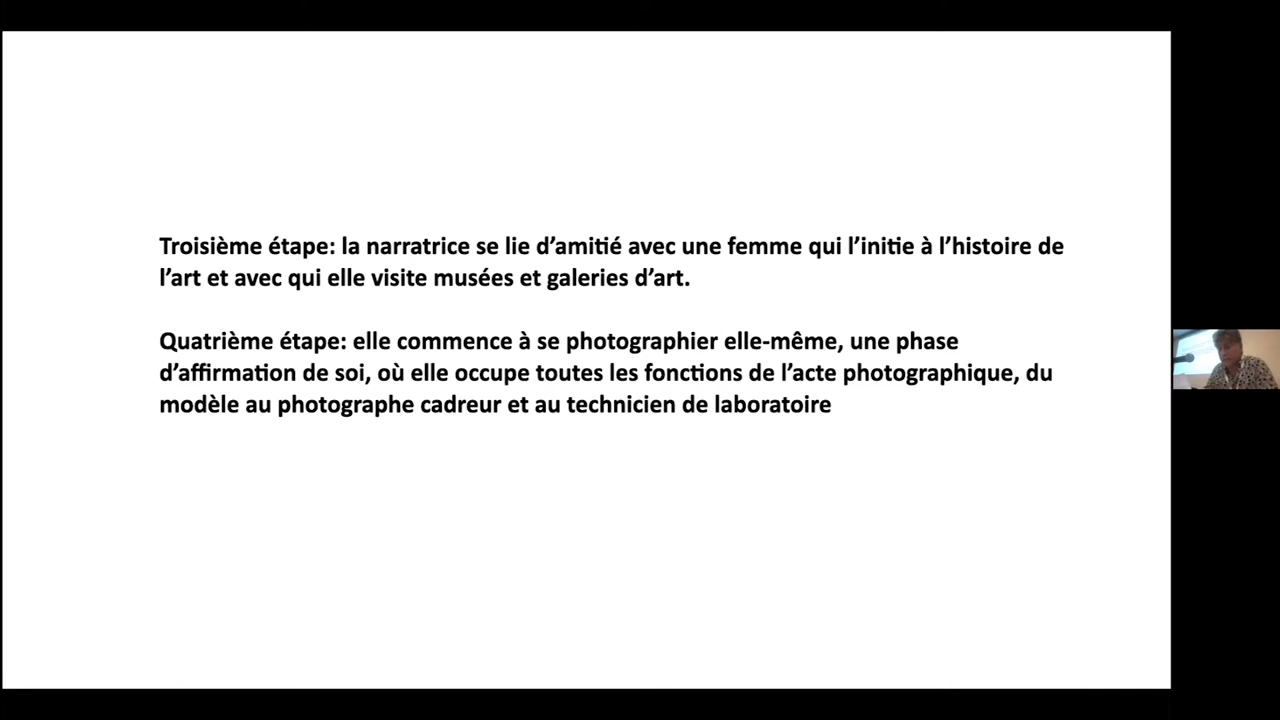 Troisième étape: la narratrice se lie d’amitié avec une femme qui l’initie à l’histoire de
l’art et avec qui elle visite musées et galeries d’art.
Quatrième étape: elle commence à se photographier elle-même, une phase
d’affirmation de soi, où elle occupe toutes les fonctions de l’acte photographique, du
modèle au photographe cadreur et au technicien de laboratoire